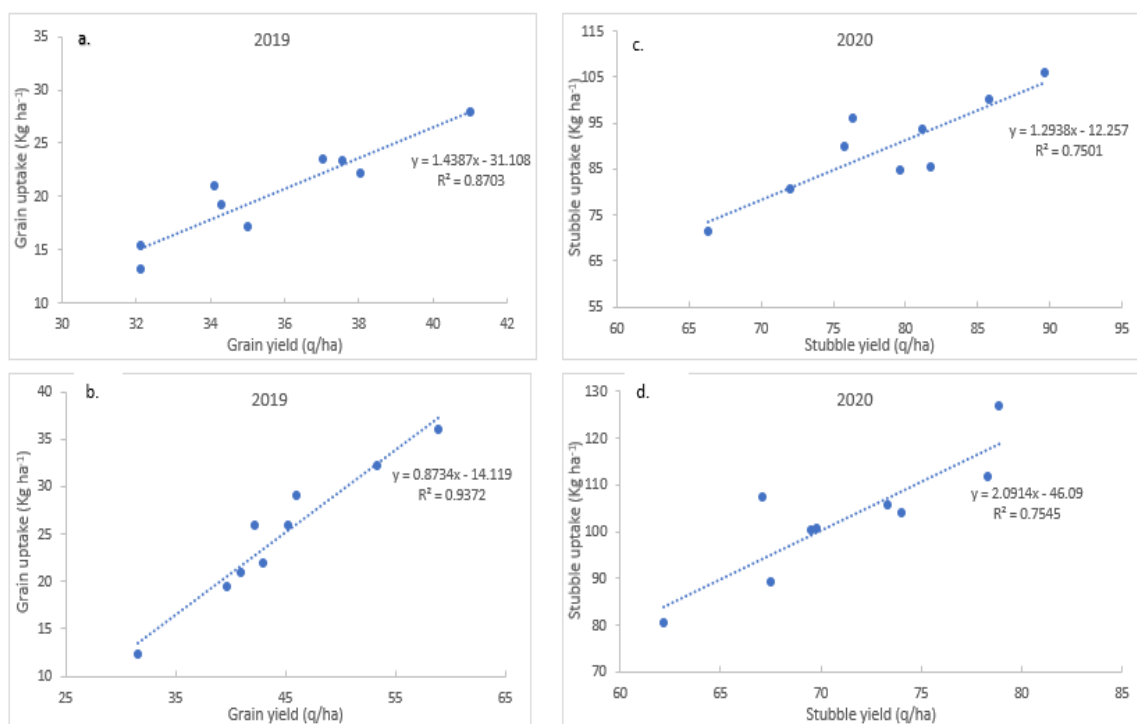 a.
2019
35
30
25
20
15
10
Grain uptake (Kg ha⁻¹)
y = 1.4387x - 31.108
R² = 0.8703
30 32 34 36 38 40 42
Grain yield (q/ha)
c.
2020
115
105
95
85
75
65
55
Stubble uptake (Kg ha⁻¹)
y = 1.2938x - 12.257
R² = 0.7501
60 65 70 75 80 85 90 95
Stubble yield (q/ha)
b.
2019
40
35
30
25
20
15
10
Grain uptake (Kg ha⁻¹)
y = 0.8734x - 14.119
R² = 0.9372
25 35 45 55 65
Grain yield (q/ha)
d.
2020
130
120
110
100
90
80
70
Stubble uptake (Kg ha⁻¹)
y = 2.0914x - 46.09
R² = 0.7545
60 65 70 75 80 85
Stubble yield (q/ha)